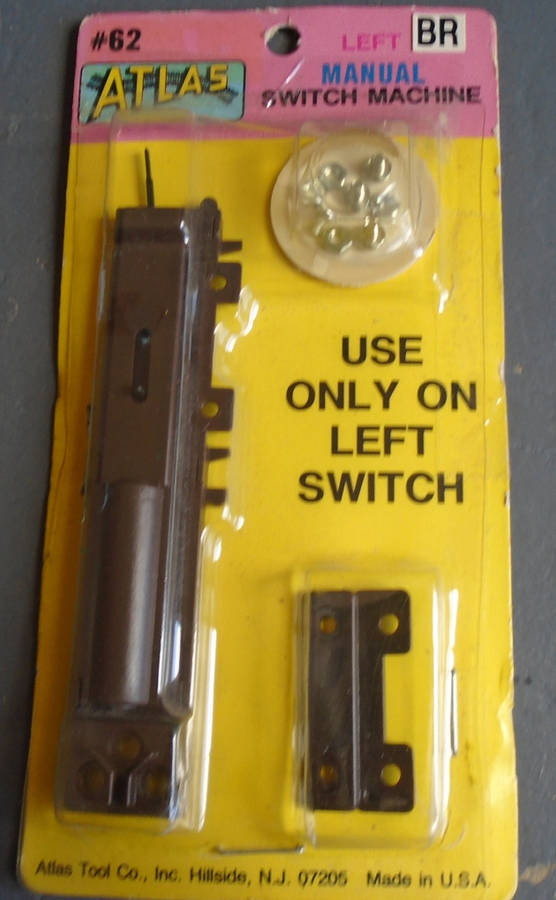 #62
LEFT BR
ATLAS
MANUAL
SWITCH MACHINE
USE
ONLY ON
LEFT
SWITCH
Atlas Tool Co., Inc. Hillside, N.J. 07205 Made in U.S.A.